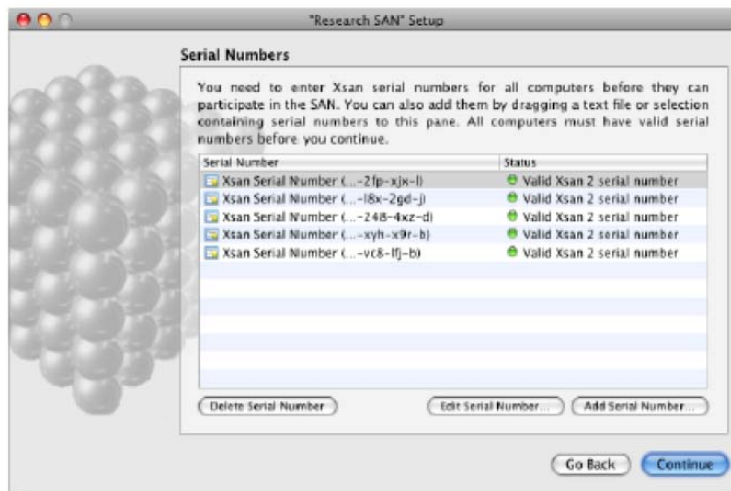 "Research SAN" Setup
Serial Numbers
You need to enter Xsan serial numbers for all computers before they can
participate in the SAN. You can also add them by dragging a text file or selection
containing serial numbers to this pane. All computers must have valid serial
numbers before you continue.
Serial Number Status
Xsan Serial Number (...-2fp-xjx-l) Valid Xsan 2 serial number
Xsan Serial Number (...-l8x-2gd-j) Valid Xsan 2 serial number
Xsan Serial Number (...-248-4xz-d) Valid Xsan 2 serial number
Xsan Serial Number (...-xyh-x9r-b) Valid Xsan 2 serial number
Xsan Serial Number (...-vc8-lfj-b) Valid Xsan 2 serial number
Delete Serial Number Edit Serial Number... Add Serial Number...
Go Back Continue